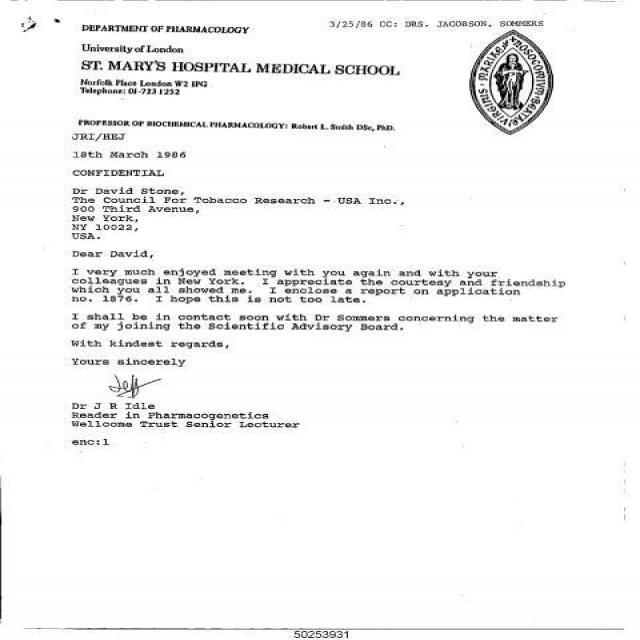 3/25/86 CC: DRS. JACOBSON, SOMMERS
DEPARTMENT OF PHARMACOLOGY
University of London
ST. MARY'S HOSPITAL MEDICAL SCHOOL
Norfolk Place London W2 1PG
Telephone: 01-723 1252
PROFESSOR OF BIOCHEMICAL PHARMACOLOGY: Robert L. Smith DSc, PhD.
JRI/HEJ
18th March 1986
CONFIDENTIAL
Dr David Stone,
The Council For Tobacco Research - USA Inc.,
900 Third Avenue,
New York,
NY 10022,
USA.
Dear David,
I very much enjoyed meeting with you again and with your
colleagues in New York. I appreciate the courtesy and friendship
which you all showed me. I enclose a report on application
no. 1876. I hope this is not too late.
I shall be in contact soon with Dr Sommers concerning the matter
of my joining the Scientific Advisory Board.
With kindest regards,
Yours sincerely
Jeff
Dr J R Idle
Reader in Pharmacogenetics
Wellcome Trust Senior Lecturer
enc:1
50253931